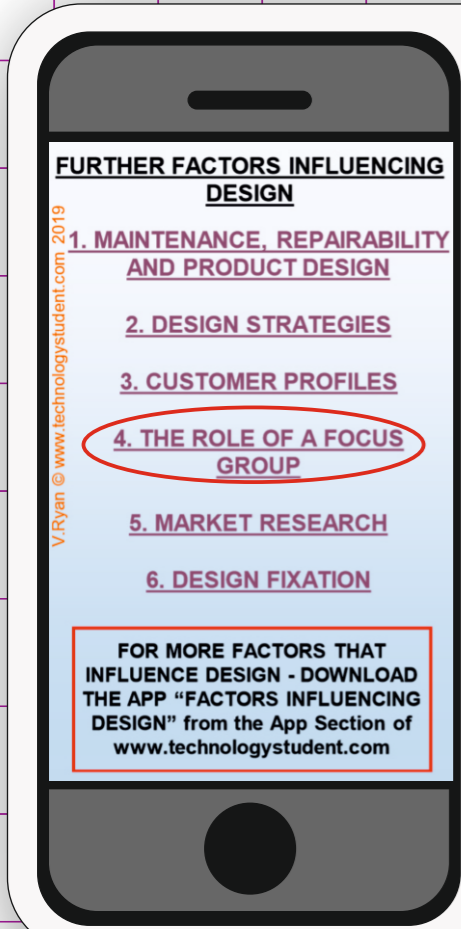 FURTHER FACTORS INFLUENCING
DESIGN
V.Ryan © www.technologystudent.com 2019
1. MAINTENANCE, REPAIRABILITY
AND PRODUCT DESIGN
2. DESIGN STRATEGIES
3. CUSTOMER PROFILES
4. THE ROLE OF A FOCUS
GROUP
5. MARKET RESEARCH
6. DESIGN FIXATION
FOR MORE FACTORS THAT
INFLUENCE DESIGN - DOWNLOAD
THE APP “FACTORS INFLUENCING
DESIGN” from the App Section of
www.technologystudent.com